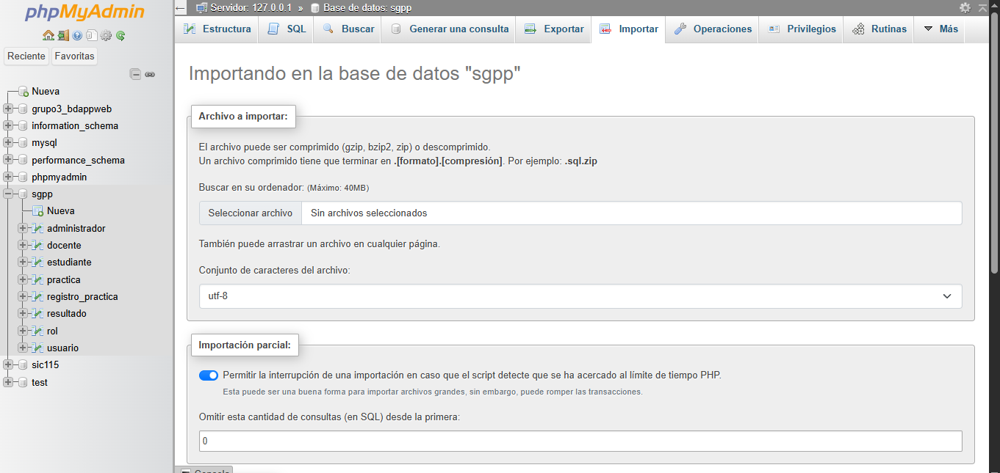 phpMyAdmin
Reciente
Favoritas
Nueva
grupo3_bdappweb
information_schema
mysql
performance_schema
phpmyadmin
sgpp
Nueva
administrador
docente
estudiante
practica
registro_practica
resultado
rol
usuario
sic115
test
Servidor: 127.0.0.1 » Base de datos: sgpp
Estructura SQL Buscar Generar una consulta Exportar Importar Operaciones Privilegios Rutinas Más
Importando en la base de datos "sgpp"
Archivo a importar:
El archivo puede ser comprimido (gzip, bzip2, zip) o descomprimido.
Un archivo comprimido tiene que terminar en .[formato].[compresión]. Por ejemplo: .sql.zip
Buscar en su ordenador: (Máximo: 40MB)
Seleccionar archivo Sin archivos seleccionados
También puede arrastrar un archivo en cualquier página.
Conjunto de caracteres del archivo:
utf-8
Importación parcial:
Permitir la interrupción de una importación en caso que el script detecte que se ha acercado al límite de tiempo PHP.
Esta puede ser una buena forma para importar archivos grandes, sin embargo, puede romper las transacciones.
Omitir esta cantidad de consultas (en SQL) desde la primera:
0
Consola